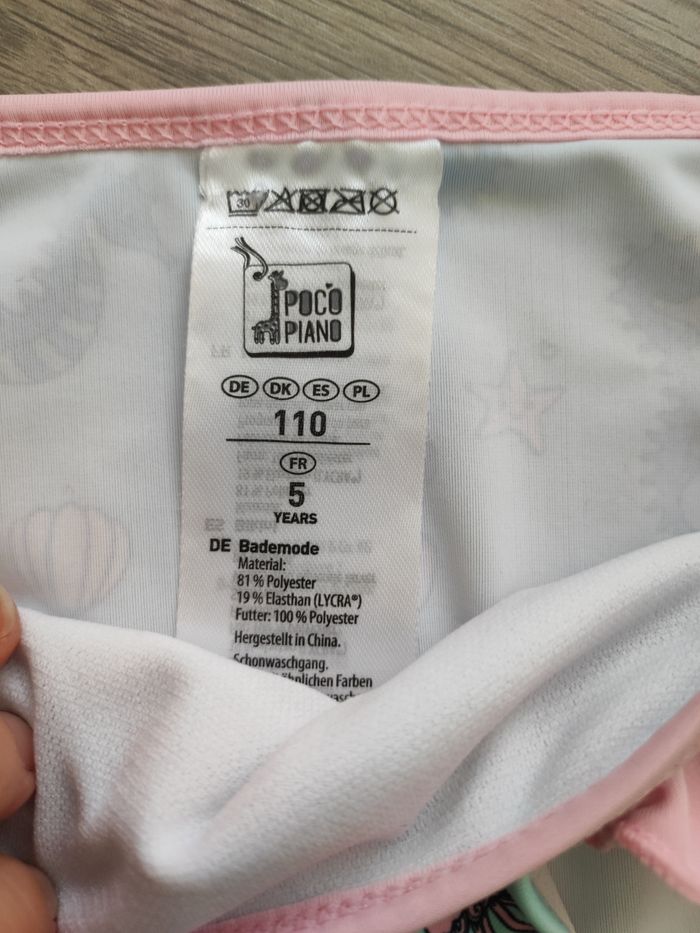 30
POCO
PIANO
DE DK ES PL
110
FR
5
YEARS
DE Bademode
Material:
81 % Polyester
19 % Elasthan (LYCRA®)
Futter: 100 % Polyester
Hergestellt in China.
Schonwaschgang.
Farben